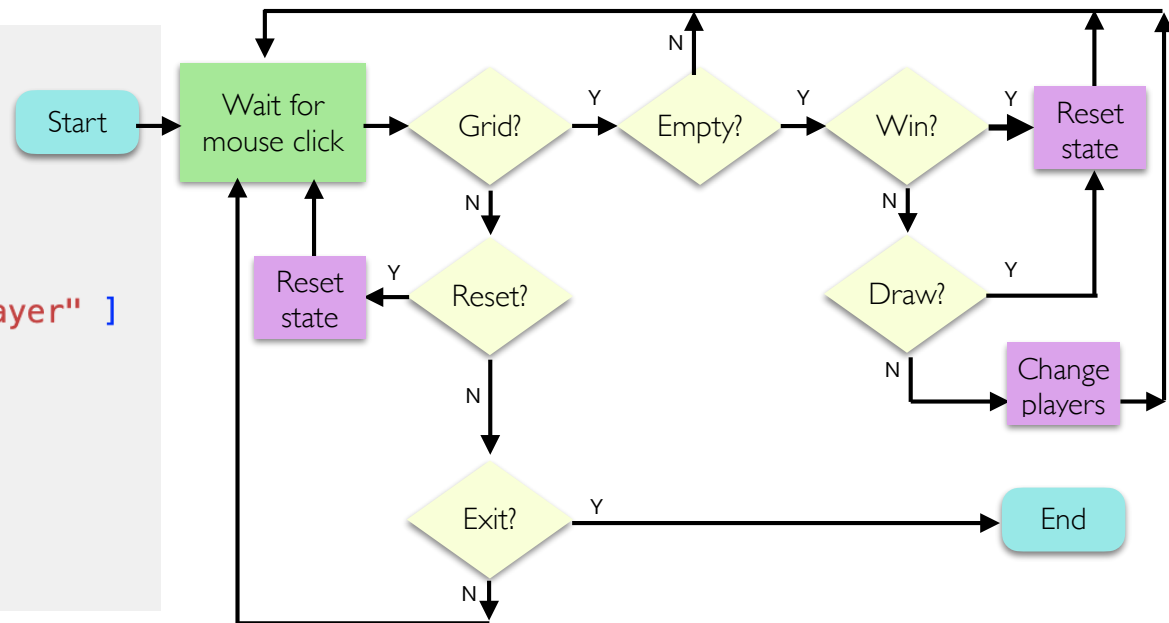 N
Start
Wait for
mouse click
Grid?
Y
Empty?
Y
Win?
Y
Reset
state
N
N
Reset
state
Y
Reset?
Draw?
Y
ayer" ]
N
N
Change
players
Exit?
Y
End
N